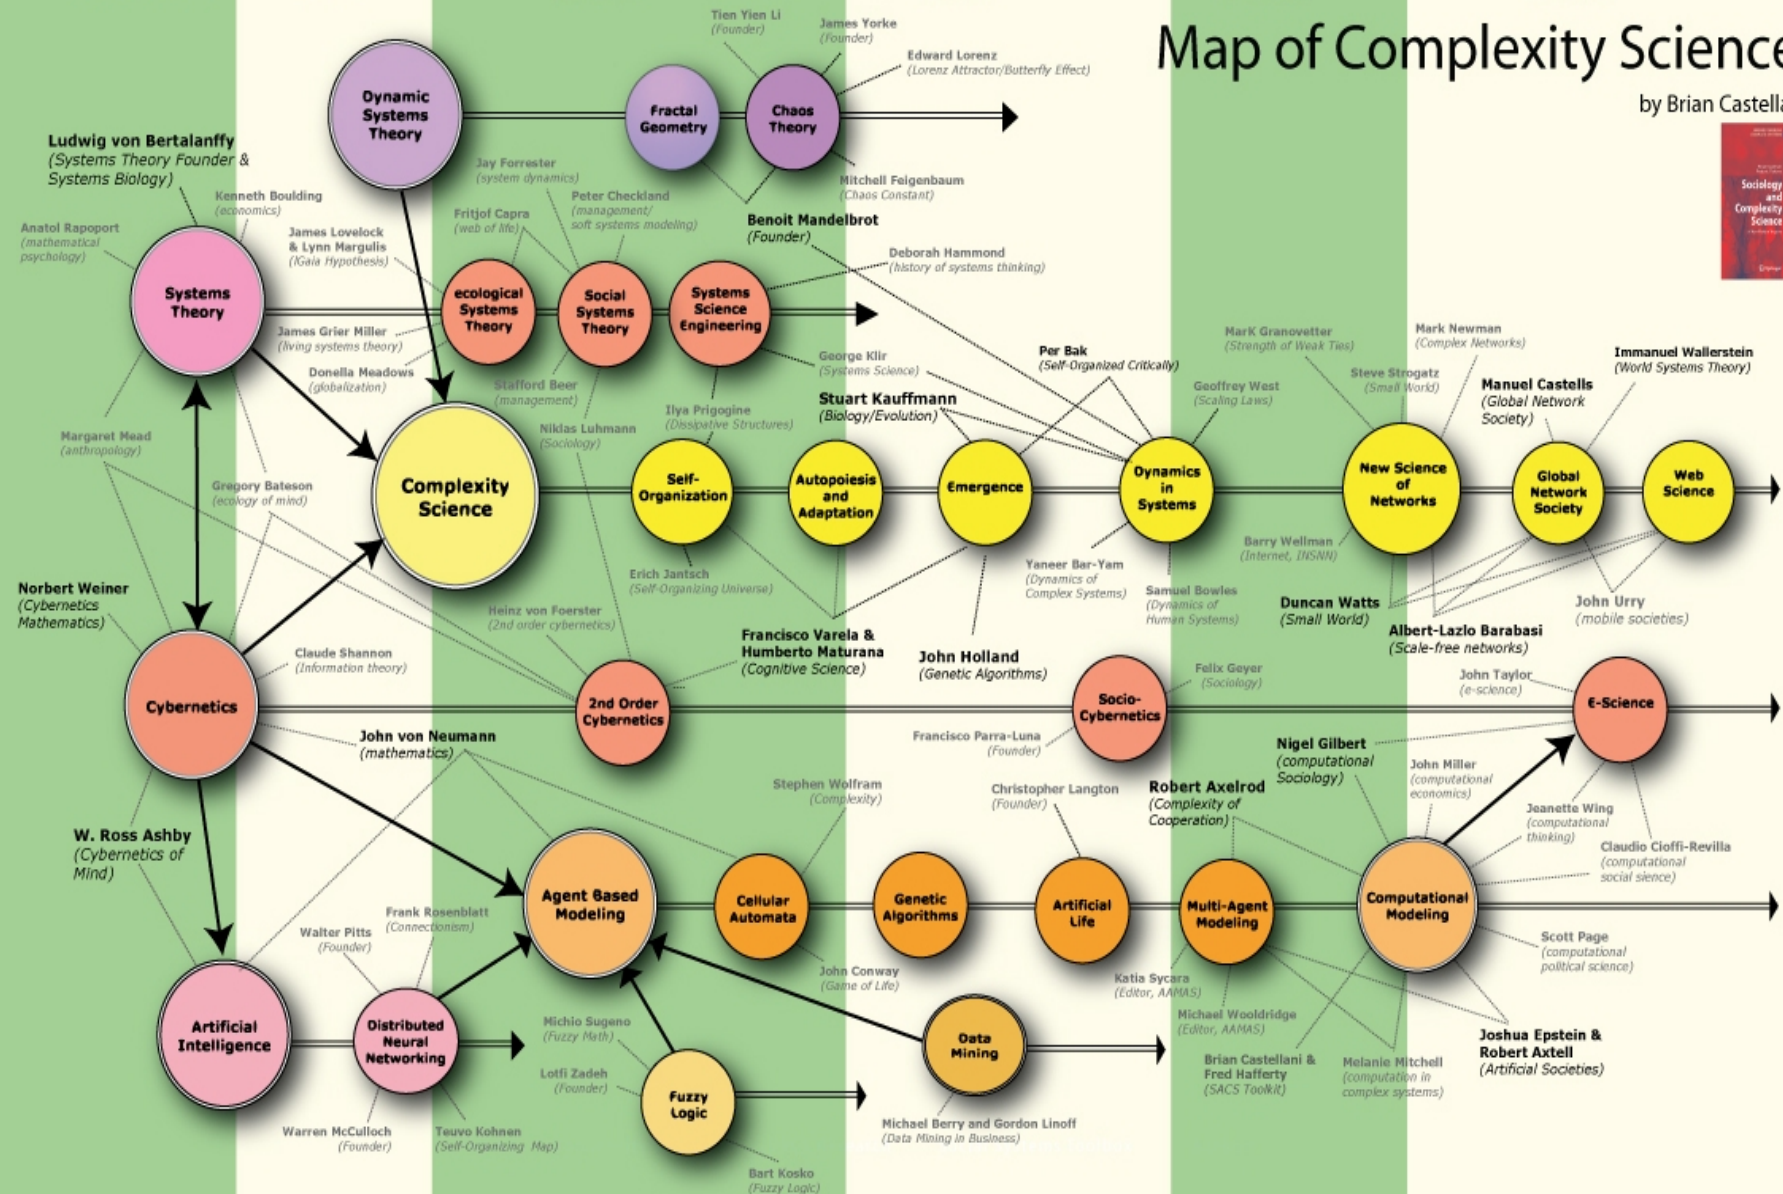 Map of Complexity Science
by Brian Castella
Sociology
and
Complexity
Science
Springer
Tien Yien Li
(Founder)
James Yorke
(Founder)
Edward Lorenz
(Lorenz Attractor/Butterfly Effect)
Dynamic
Systems
Theory
Fractal
Geometry
Chaos
Theory
Mitchell Feigenbaum
(Chaos Constant)
Benoit Mandelbrot
(Founder)
Ludwig von Bertalanffy
(Systems Theory Founder &
Systems Biology)
Kenneth Boulding
(economics)
Anatol Rapoport
(mathematical
psychology)
James Lovelock
& Lynn Margulis
(IGaia Hypothesis)
Jay Forrester
(system dynamics)
Fritjof Capra
(web of life)
Peter Checkland
(management/
soft systems modeling)
Deborah Hammond
(history of systems thinking)
Systems
Theory
ecological
Systems
Theory
Social
Systems
Theory
Systems
Science
Engineering
James Grier Miller
(living systems theory)
Donella Meadows
(globalization)
Stafford Beer
(management)
Niklas Luhmann
(Sociology)
Ilya Prigogine
(Dissipative Structures)
George Klir
(Systems Science)
Stuart Kauffmann
(Biology/Evolution)
Per Bak
(Self-Organized Critically)
Geoffrey West
(Scaling Laws)
MarK Granovetter
(Strength of Weak Ties)
Steve Strogatz
(Small World)
Mark Newman
(Complex Networks)
Manuel Castells
(Global Network
Society)
Immanuel Wallerstein
(World Systems Theory)
Margaret Mead
(anthropology)
Gregory Bateson
(ecology of mind)
Complexity
Science
Self-
Organization
Autopoiesis
and
Adaptation
Emergence
Dynamics
in
Systems
New Science
of
Networks
Global
Network
Society
Web
Science
Erich Jantsch
(Self-Organizing Universe)
Heinz von Foerster
(2nd order cybernetics)
Francisco Varela &
Humberto Maturana
(Cognitive Science)
John Holland
(Genetic Algorithms)
Yaneer Bar-Yam
(Dynamics of
Complex Systems)
Samuel Bowles
(Dynamics of
Human Systems)
Barry Wellman
(Internet, INSNN)
Duncan Watts
(Small World)
Albert-Lazlo Barabasi
(Scale-free networks)
John Urry
(mobile societies)
Norbert Weiner
(Cybernetics
Mathematics)
Claude Shannon
(Information theory)
Cybernetics
2nd Order
Cybernetics
Socio-
Cybernetics
E-Science
Felix Geyer
(Sociology)
Francisco Parra-Luna
(Founder)
John Taylor
(e-science)
John von Neumann
(mathematics)
Nigel Gilbert
(computational
Sociology)
John Miller
(computational
economics)
Jeanette Wing
(computational
thinking)
Claudio Cioffi-Revilla
(computational
social sience)
W. Ross Ashby
(Cybernetics of
Mind)
Stephen Wolfram
(Complexity)
Christopher Langton
(Founder)
Robert Axelrod
(Complexity of
Cooperation)
Agent Based
Modeling
Cellular
Automata
Genetic
Algorithms
Artificial
Life
Multi-Agent
Modeling
Computational
Modeling
Walter Pitts
(Founder)
Frank Rosenblatt
(Connectionism)
John Conway
(Game of Life)
Katia Sycara
(Editor, AAMAS)
Michael Wooldridge
(Editor, AAMAS)
Brian Castellani &
Fred Hafferty
(SACS Toolkit)
Melanie Mitchell
(computation in
complex systems)
Scott Page
(computational
political science)
Joshua Epstein &
Robert Axtell
(Artificial Societies)
Artificial
Intelligence
Distributed
Neural
Networking
Michio Sugeno
(Fuzzy Math)
Lotfi Zadeh
(Founder)
Fuzzy
Logic
Data
Mining
Warren McCulloch
(Founder)
Teuvo Kohnen
(Self-Organizing Map)
Michael Berry and Gordon Linoff
(Data Mining in Business)
Bart Kosko
(Fuzzy Logic)